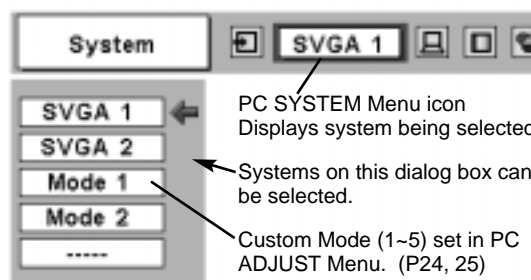 System
SVGA 1
SVGA 1
SVGA 2
Mode 1
Mode 2
-----
PC SYSTEM Menu icon
Displays system being selected
Systems on this dialog box can
be selected.
Custom Mode (1~5) set in PC
ADJUST Menu.  (P24, 25)